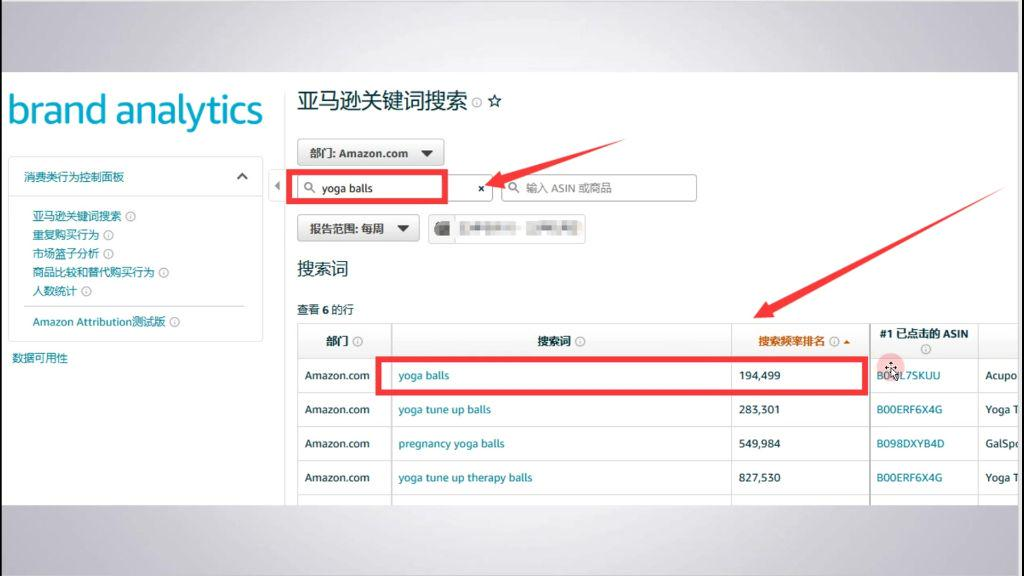 brand analytics
消费类行为控制面板
亚马逊关键词搜索
重复购买行为
市场篮子分析
商品比较和替代购买行为
人数统计
Amazon Attribution测试版
数据可用性
亚马逊关键词搜索
部门: Amazon.com
yoga balls
输入 ASIN 或商品
报告范围: 每周
搜索词
查看 6 的行
部门 搜索词 搜索频率排名 #1 已点击的 ASIN
Amazon.com yoga balls 194,499 Acupo
Amazon.com yoga tune up balls 283,301 B00ERF6X4G Yoga T
Amazon.com pregnancy yoga balls 549,984 B098DXYB4D GalSpo
Amazon.com yoga tune up therapy balls 827,530 B00ERF6X4G Yoga T